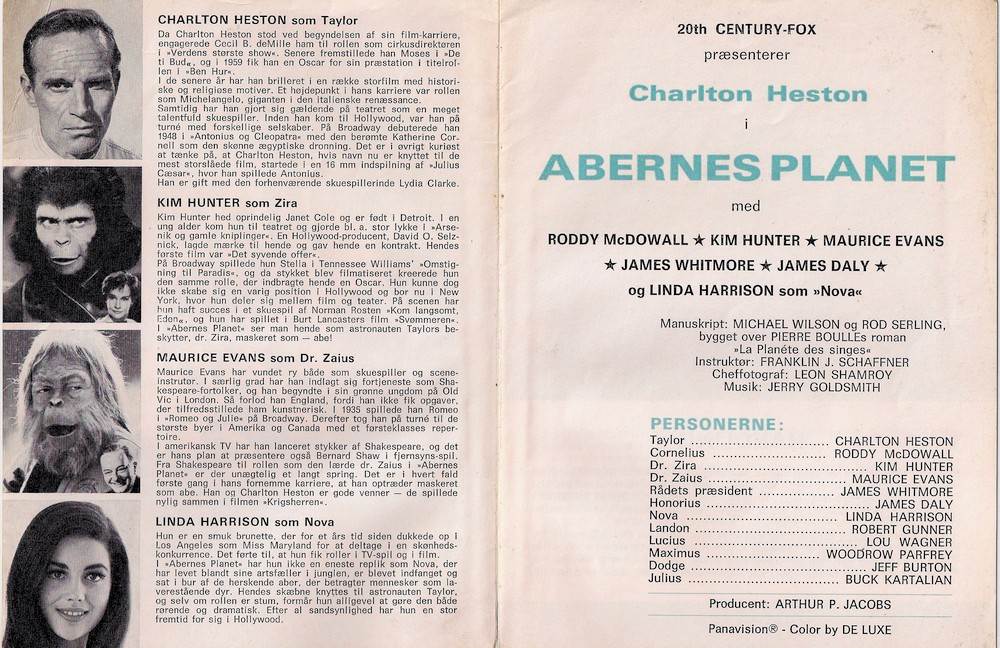 CHARLTON HESTON som Taylor
Da Charlton Heston stod ved begyndelsen af sin film-karriere,
engagerede Cecil B. deMille ham til rollen som cirkusdirektøren
i »Verdens største show«. Senere fremstillede han Moses i »De
ti Bud«, og i 1959 fik han en Oscar for sin præstation i titelrol-
len i »Ben Hur«.
I de senere år har han brilleret i en række storfilm med histori-
ske og religiøse motiver. Et højdepunkt i hans karriere var rollen
som Michelangelo, giganten i den italienske renæssance.
Samtidig har han gjort sig gældende på teatret som en meget
talentfuld skuespiller. Inden han kom til Hollywood, var han på
turné med forskellige selskaber. På Broadway debuterede han
1948 i »Antonius og Cleopatra« med den berømte Katherine Cor-
nell som den skønne ægyptiske dronning. Det er i øvrigt kuriøst
at tænke på, at Charlton Heston, hvis navn nu er knyttet til de
mest storslåede film, startede i en 16 mm indspilning af »Julius
Cæsar«, hvor han spillede Antonius.
Han er gift med den forhenværende skuespillerinde Lydia Clarke.
KIM HUNTER som Zira
Kim Hunter hed oprindelig Janet Cole og er født i Detroit. I en
ung alder kom hun til teatret og gjorde bl. a. stor lykke i »Arse-
nik og gamle kniplinger«. En Hollywood-producent, David O. Selz-
nick, lagde mærke til hende og gav hende en kontrakt. Hendes
første film var »Det syvende offer«.
På Broadway spillede hun Stella i Tennessee Williams' »Omstig-
ning til Paradis«, og da stykket blev filmatiseret kreerede hun
den samme rolle, der indbragte hende en Oscar. Hun kunne dog
ikke skabe sig en varig position i Hollywood og bor nu i New
York, hvor hun deler sig mellem film og teater. På scenen har
hun haft succes i et skuespil af Norman Rosten »Kom langsomt,
Eden«, og hun har spillet i Burt Lancasters film »Svømmeren«.
I »Abernes Planet« ser man hende som astronauten Taylors be-
skytter, dr. Zira, maskeret som — abe!
MAURICE EVANS som Dr. Zaius
Maurice Evans har vundet ry både som skuespiller og scene-
instrutør. I særlig grad har han indlagt sig fortjeneste som Sha-
kespeare-fortolker, og han begyndte i sin grønne ungdom på Old
Vic i London. Så forlod han England, fordi han ikke fik opgaver,
der tilfredsstillede ham kunstnerisk. I 1935 spillede han Romeo
i »Romeo og Julie« på Broadway. Derefter tog han på turné til de
største byer i Amerika og Canada med et førsteklasses reper-
toire.
I amerikansk TV har han lanceret stykker af Shakespeare, og det
er hans plan at præsentere også Bernard Shaw i fjernsyns-spil.
Fra Shakespeare til rollen som den lærde dr. Zaius i »Abernes
Planet« er der unægtelig et langt spring. Det er i hvert fald
første gang i hans fornemme karriere, at han optræder maskeret
som abe. Han og Charlton Heston er gode venner — de spillede
nylig sammen i filmen »Krigsherren«.
LINDA HARRISON som Nova
Hun er en smuk brunette, der for et års tid siden dukkede op i
Los Angeles som Miss Maryland for at deltage i en skønheds-
konkurrence. Det førte til, at hun fik roller i TV-spil og i film.
I »Abernes Planet« har hun ikke en eneste replik som Nova, der
har levet blandt sine artsfæller i junglen, er blevet indfanget og
sat i bur af de herskende aber, der betragter mennesker som la-
verestående dyr. Hendes skæbne knyttes til astronauten Taylor,
og selv om rollen er stum, formår hun alligevel at gøre den både
rørende og dramatisk. Efter al sandsynlighed har hun en stor
fremtid for sig i Hollywood.
20th CENTURY-FOX
præsenterer
Charlton Heston
i
ABERNES PLANET
med
RODDY McDOWALL ★ KIM HUNTER ★ MAURICE EVANS
★ JAMES WHITMORE ★ JAMES DALY ★
og LINDA HARRISON som »Nova«
Manuskript: MICHAEL WILSON og ROD SERLING,
bygget over PIERRE BOULLEs roman
»La Planéte des singes«
Instruktør: FRANKLIN J. SCHAFFNER
Cheffotograf: LEON SHAMROY
Musik: JERRY GOLDSMITH
PERSONERNE:
Taylor ............................. CHARLTON HESTON
Cornelius ........................... RODDY McDOWALL
Dr. Zira .................................... KIM HUNTER
Dr. Zaius ............................... MAURICE EVANS
Rådets præsident ................ JAMES WHITMORE
Honorius .................................... JAMES DALY
Nova .................................. LINDA HARRISON
Landon ............................... ROBERT GUNNER
Lucius ..................................... LOU WAGNER
Maximus ......................... WOODROW PARFREY
Dodge ...................................... JEFF BURTON
Julius ................................. BUCK KARTALIAN
Producent: ARTHUR P. JACOBS
Panavision® - Color by DE LUXE